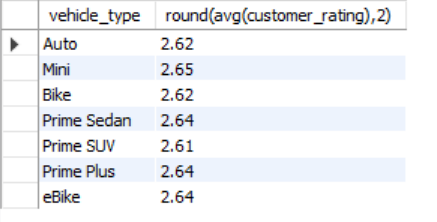 vehicle_type round(avg(customer_rating),2)
Auto 2.62
Mini 2.65
Bike 2.62
Prime Sedan 2.64
Prime SUV 2.61
Prime Plus 2.64
eBike 2.64